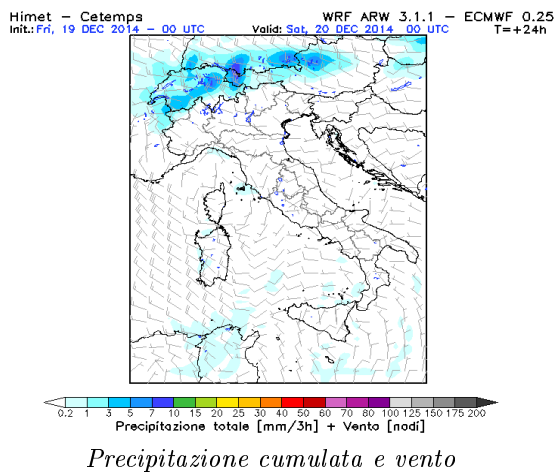 Himet – Cetemps WRF ARW 3.1.1 – ECMWF 0.25
Init.: Fri, 19 DEC 2014 – 00 UTC Valid: Sat, 20 DEC 2014 00 UTC T=+24h
0.2 1 3 5 7 10 15 20 25 30 40 50 60 70 80 100 125 150 175 200
Precipitazione totale [mm/3h] + Vento [nodi]
Precipitazione cumulata e vento